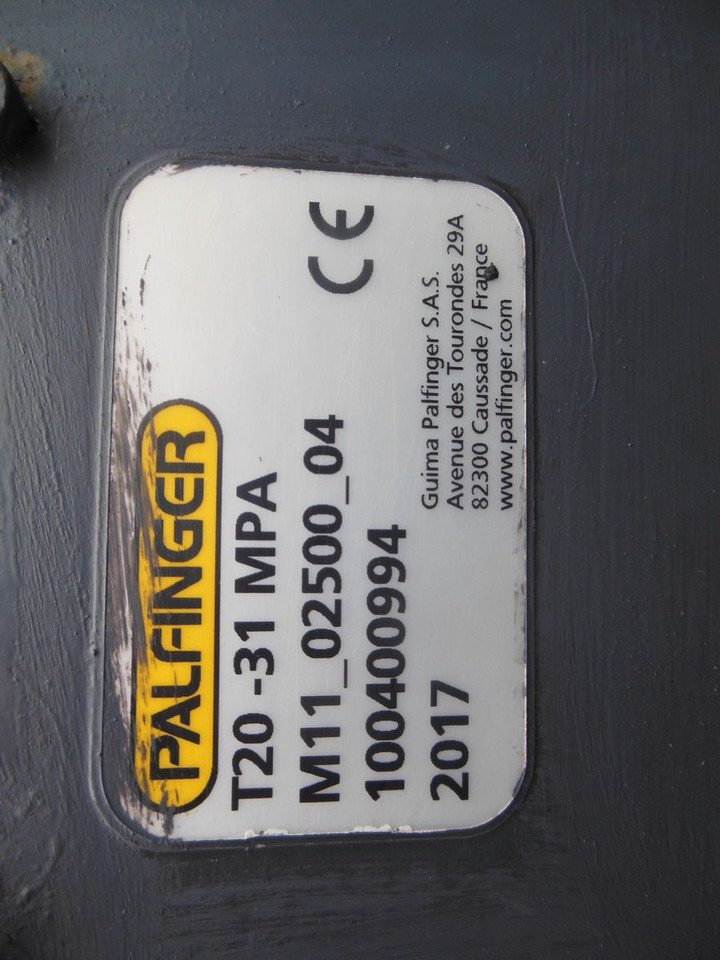 PALFINGER
T20 -31 MPA
M11_02500_04
100400994
2017
CE
Guima Palfinger S.A.S.
Avenue des Tourondes 29A
82300 Caussade / France
www.palfinger.com